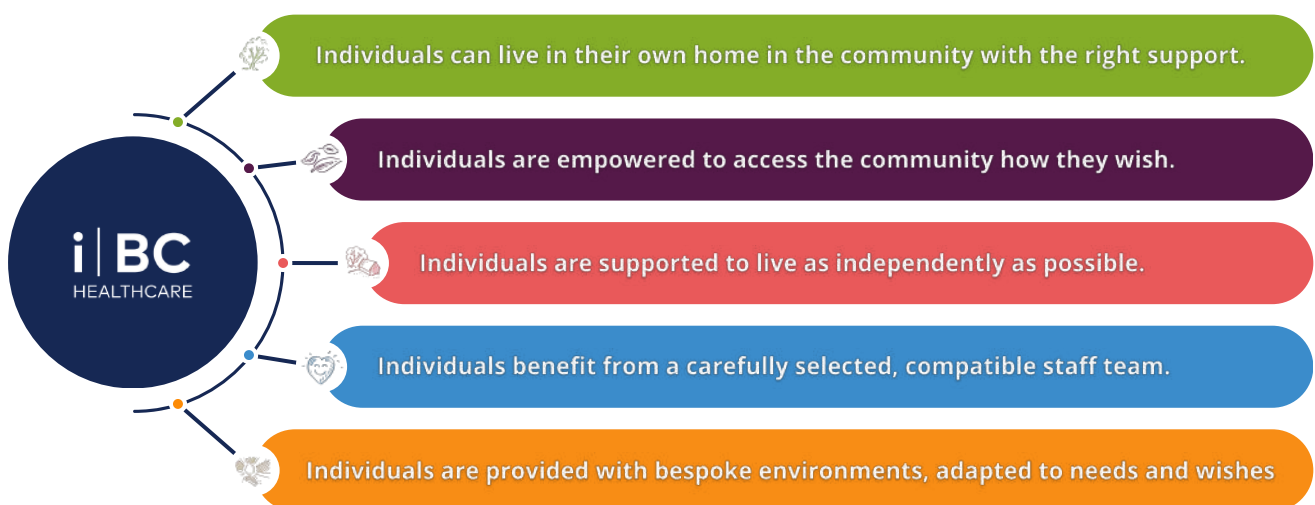 Individuals can live in their own home in the community with the right support.
Individuals are empowered to access the community how they wish.
i|BC
HEALTHCARE
Individuals are supported to live as independently as possible.
Individuals benefit from a carefully selected, compatible staff team.
Individuals are provided with bespoke environments, adapted to needs and wishes